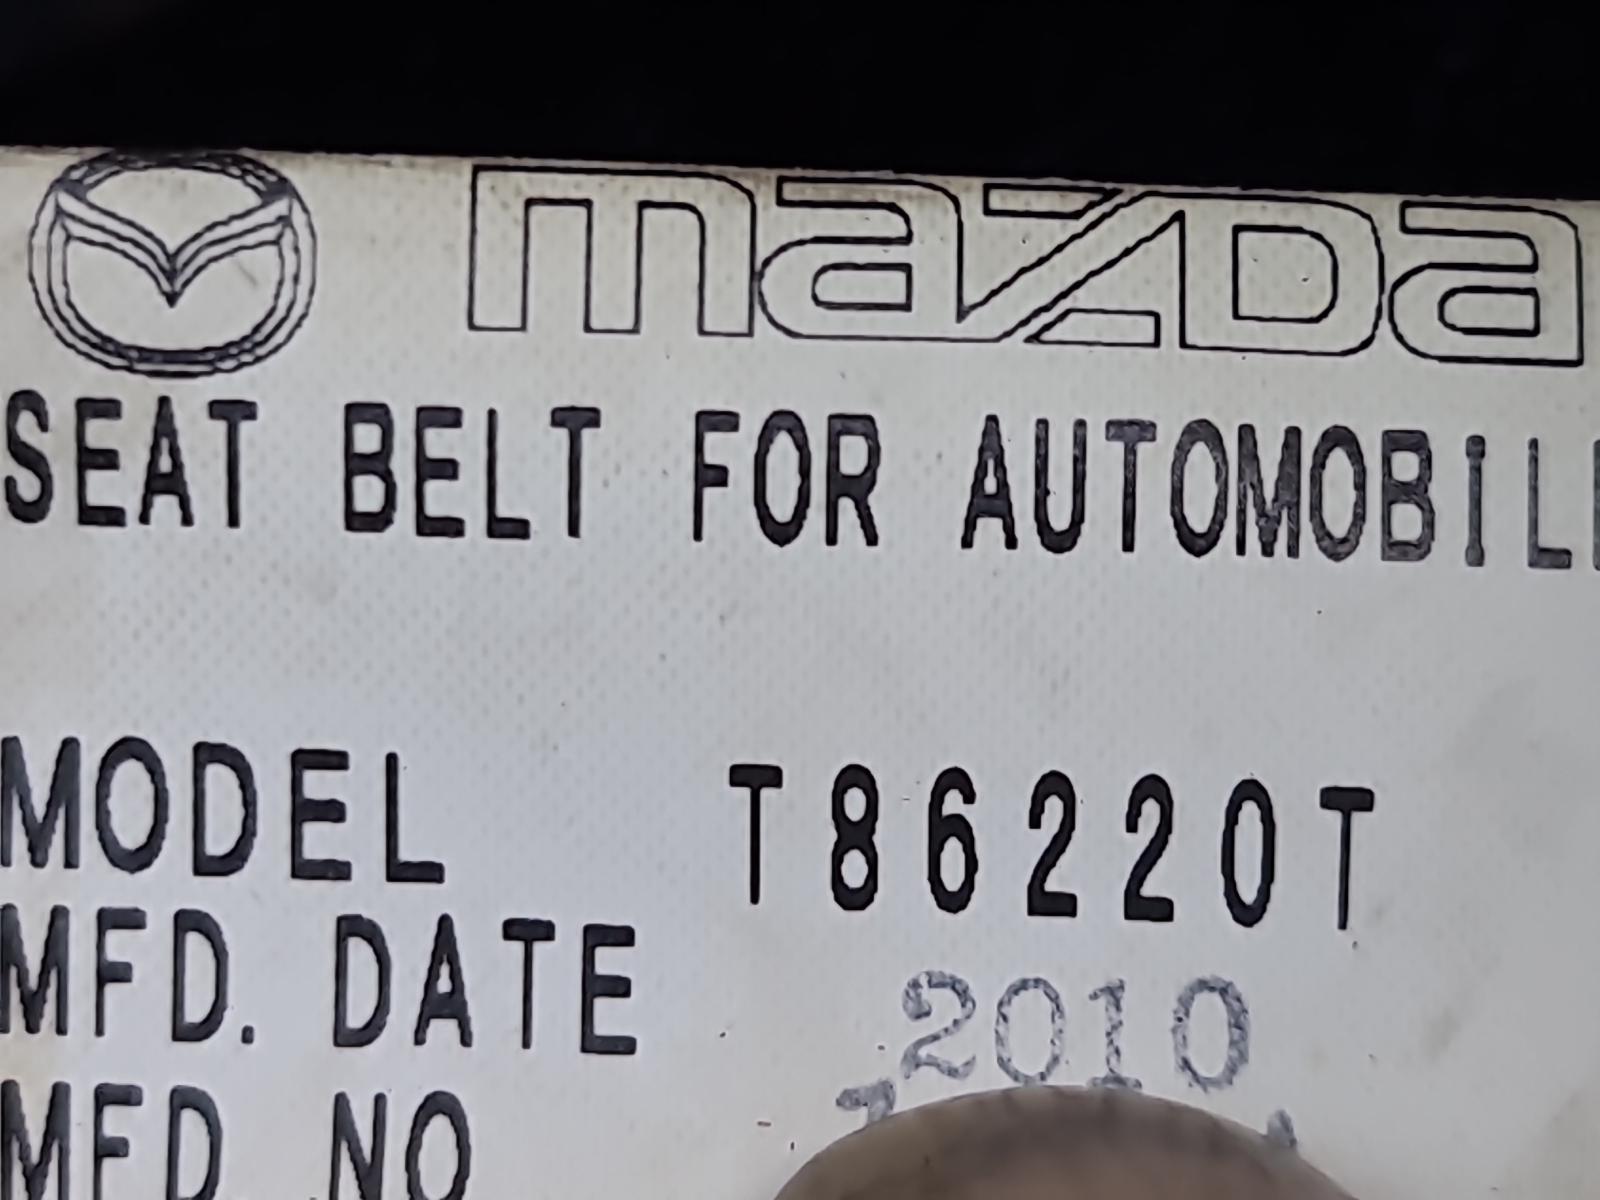 mazda
SEAT BELT FOR AUTOMOBIL
MODEL T86220T
MFD. DATE 2010
MFD. NO